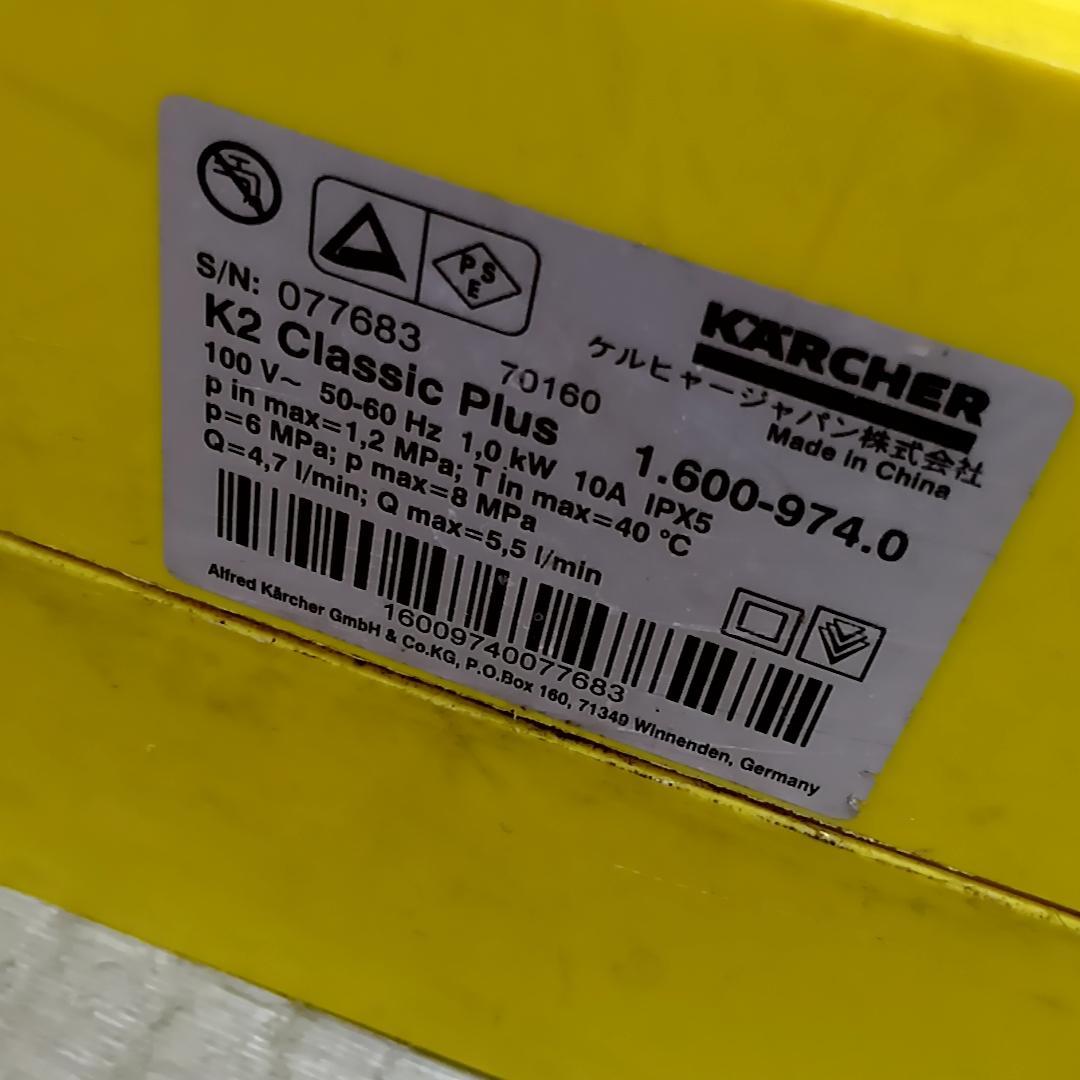 PSE
S/N: 077683
70160
KÄRCHER
ケルヒャージャパン株式会社
Made in China
K2 Classic Plus
1.600-974.0
100 V~ 50-60 Hz 1,0 kW 10A IPX5
p in max=1,2 MPa; T in max=40 °C
p=6 MPa; p max=8 MPa
Q=4,7 l/min; Q max=5,5 l/min
16009740077683
Alfred Kärcher GmbH & Co.KG, P.O.Box 160, 71349 Winnenden, Germany